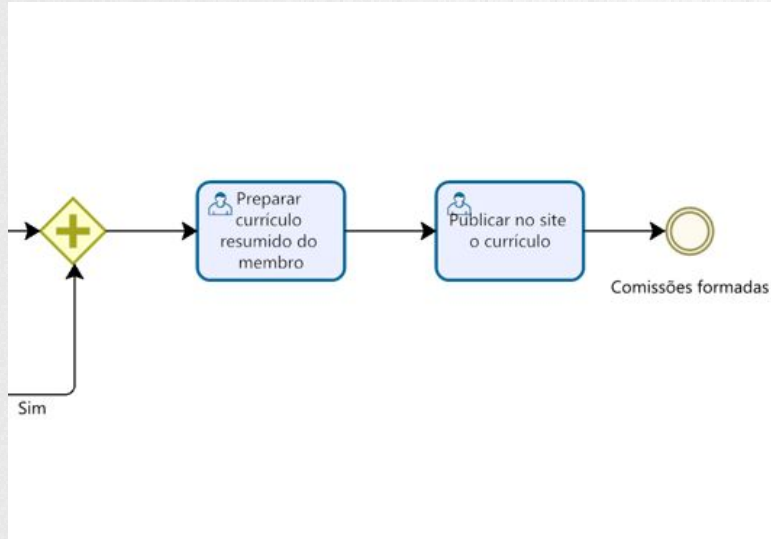 Preparar
currículo
resumido do
membro
Publicar no site
o currículo
Comissões formadas
Sim